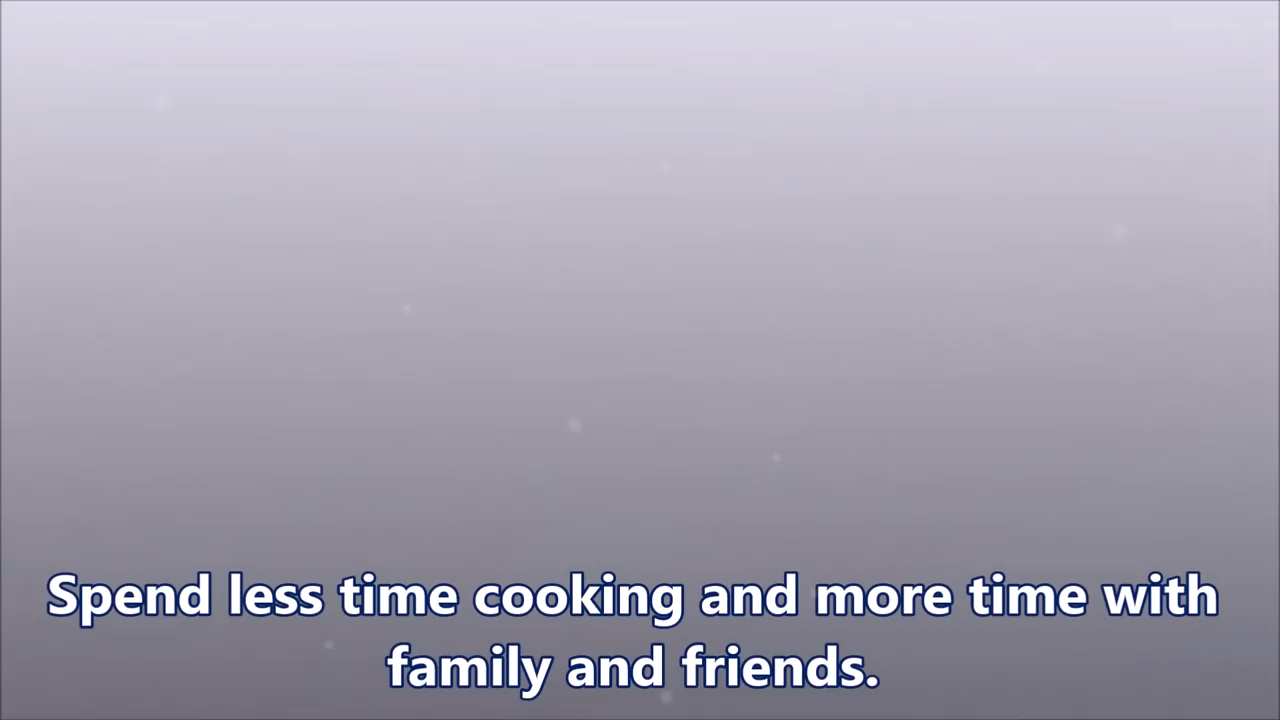 Spend less time cooking and more time with
family and friends.